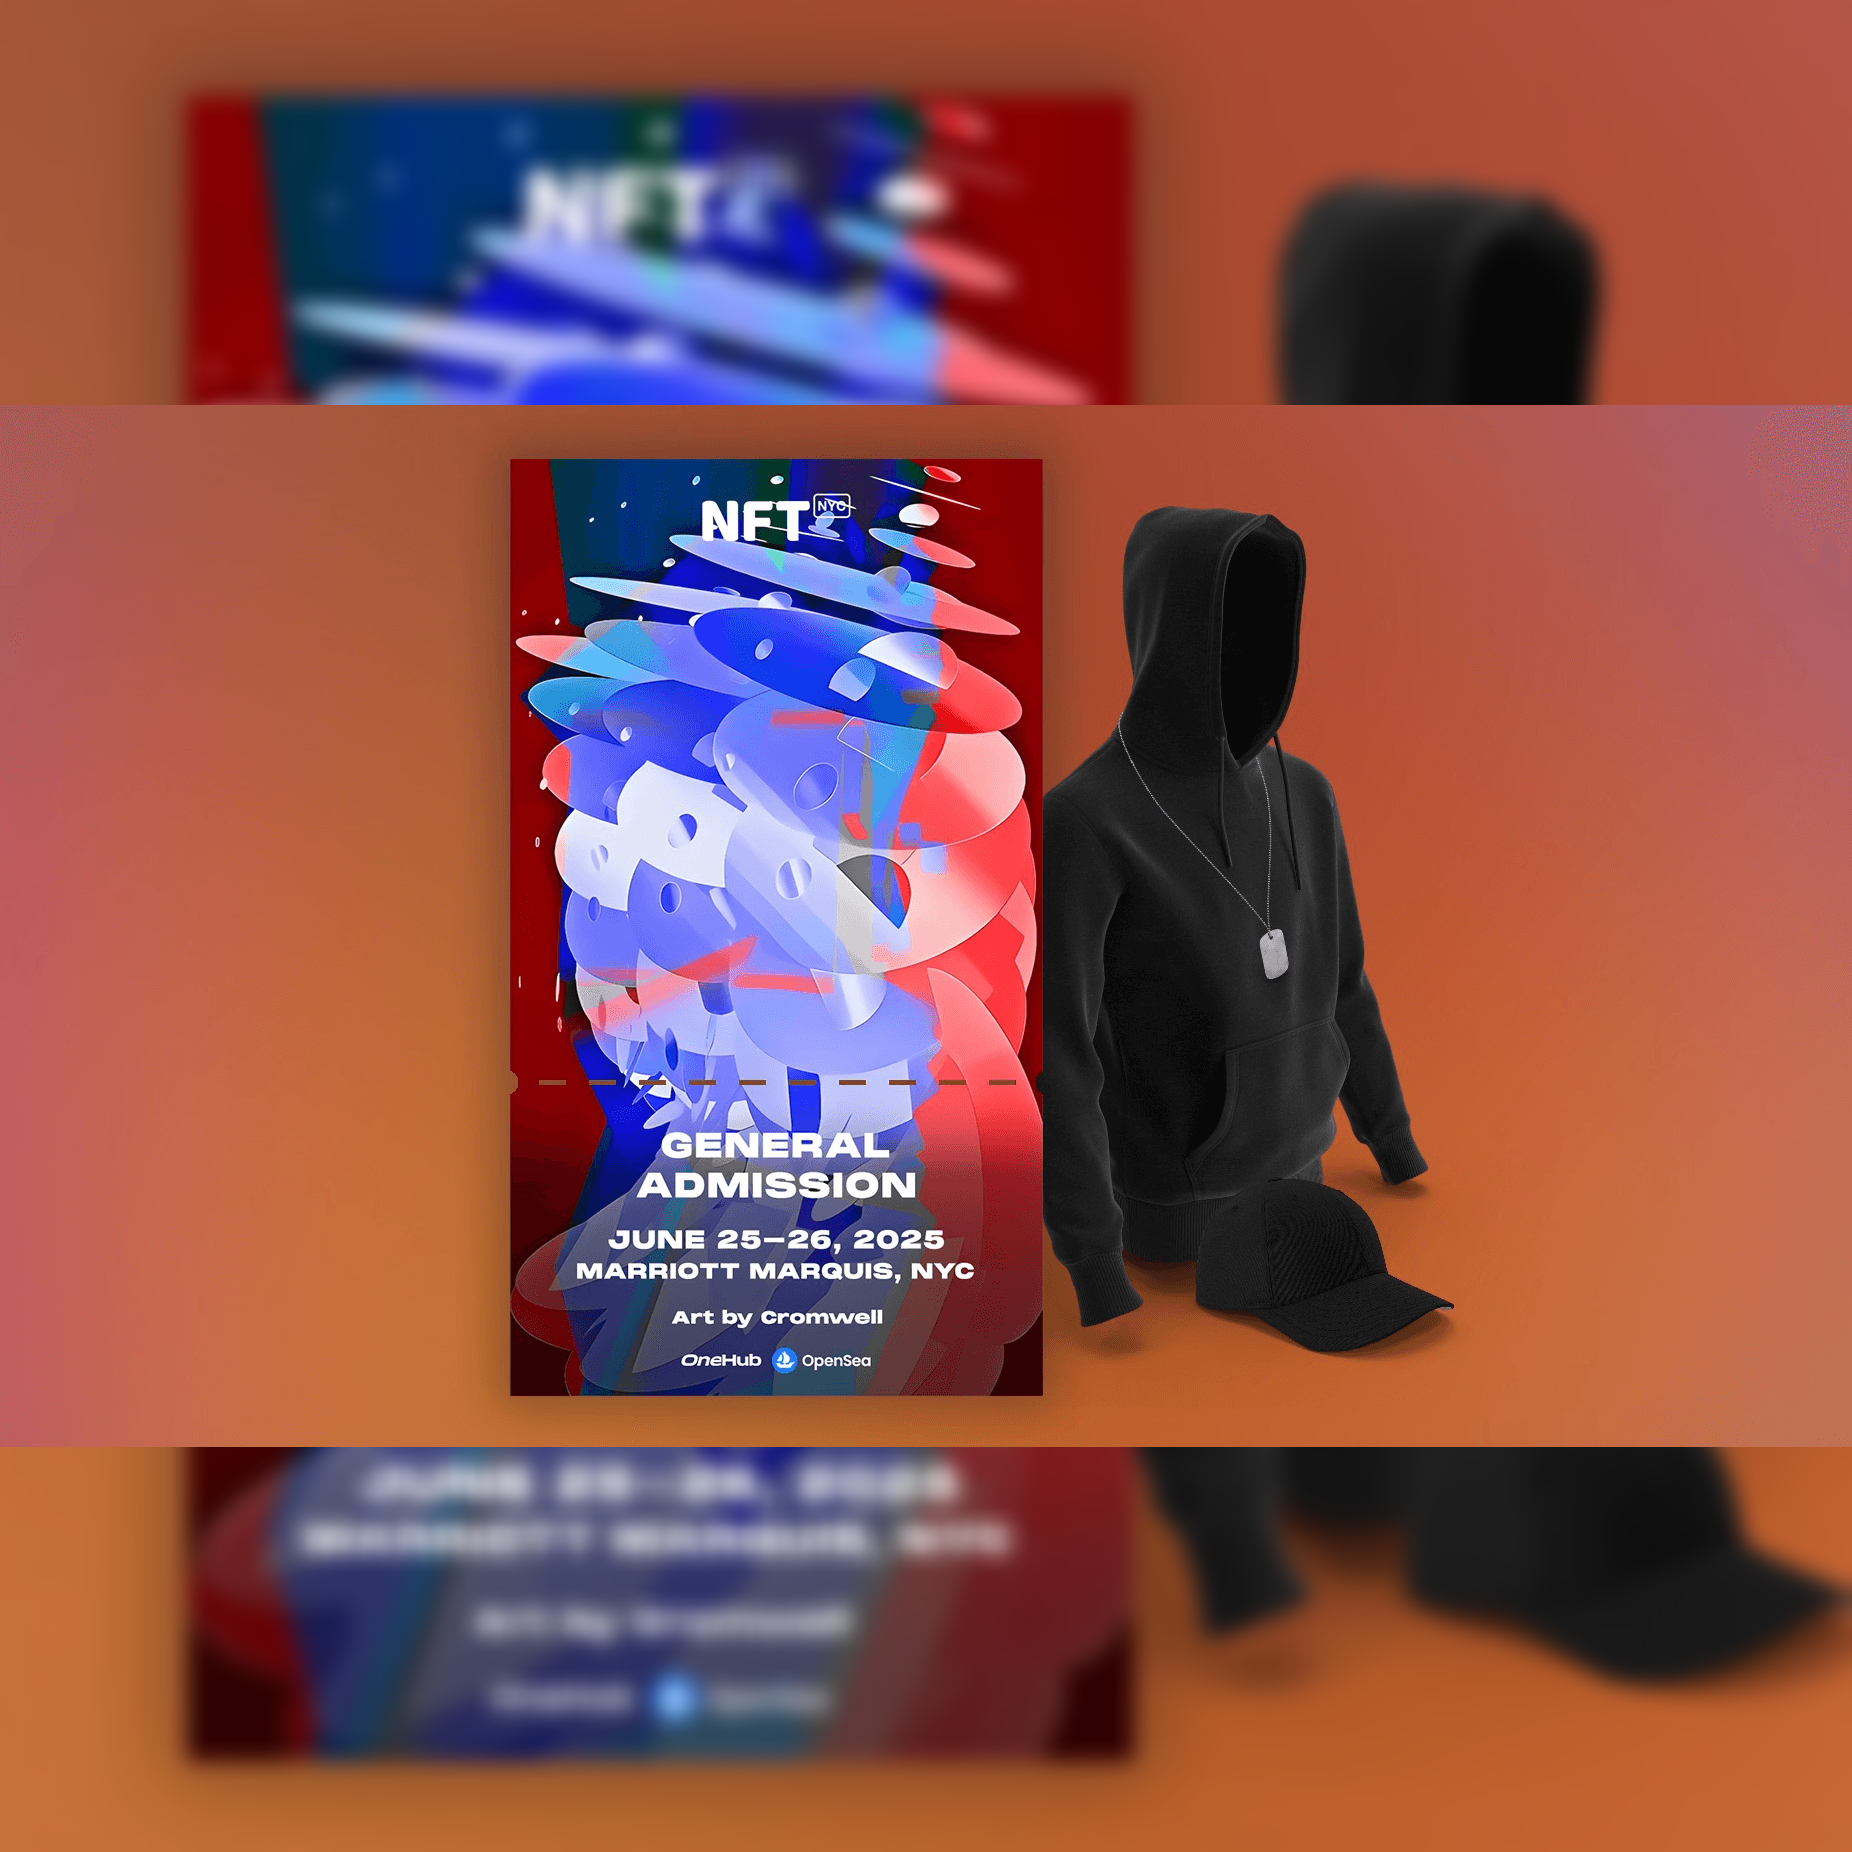 NFT NYC
GENERAL
ADMISSION
JUNE 25–26, 2025
MARRIOTT MARQUIS, NYC
Art by Cromwell
OneHub OpenSea